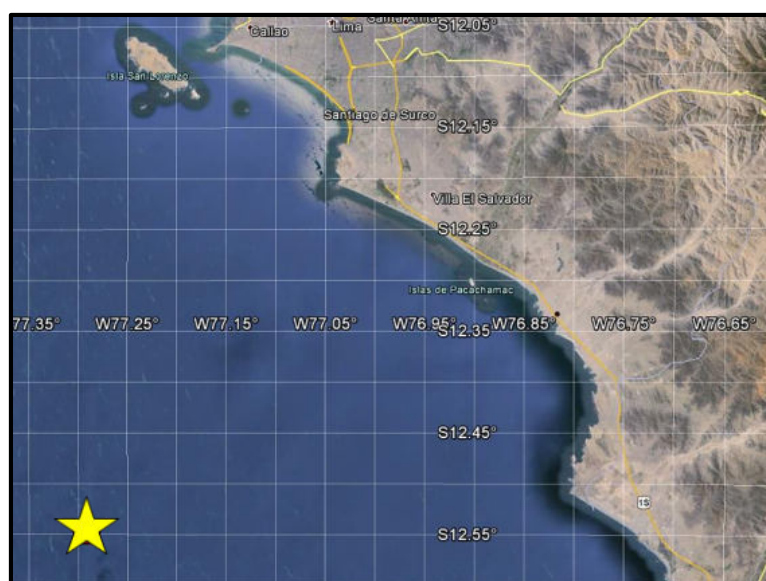 S12.05°
Callao
Lima
Isla San Lorenzo
Santiago de Surco
S12.15°
Villa El Salvador
S12.25°
Islas de Pacachamac
77.35°
W77.25°
W77.15°
W77.05°
W76.95°
W76.85°
W76.75°
W76.65°
S12.35°
S12.45°
1S
S12.55°